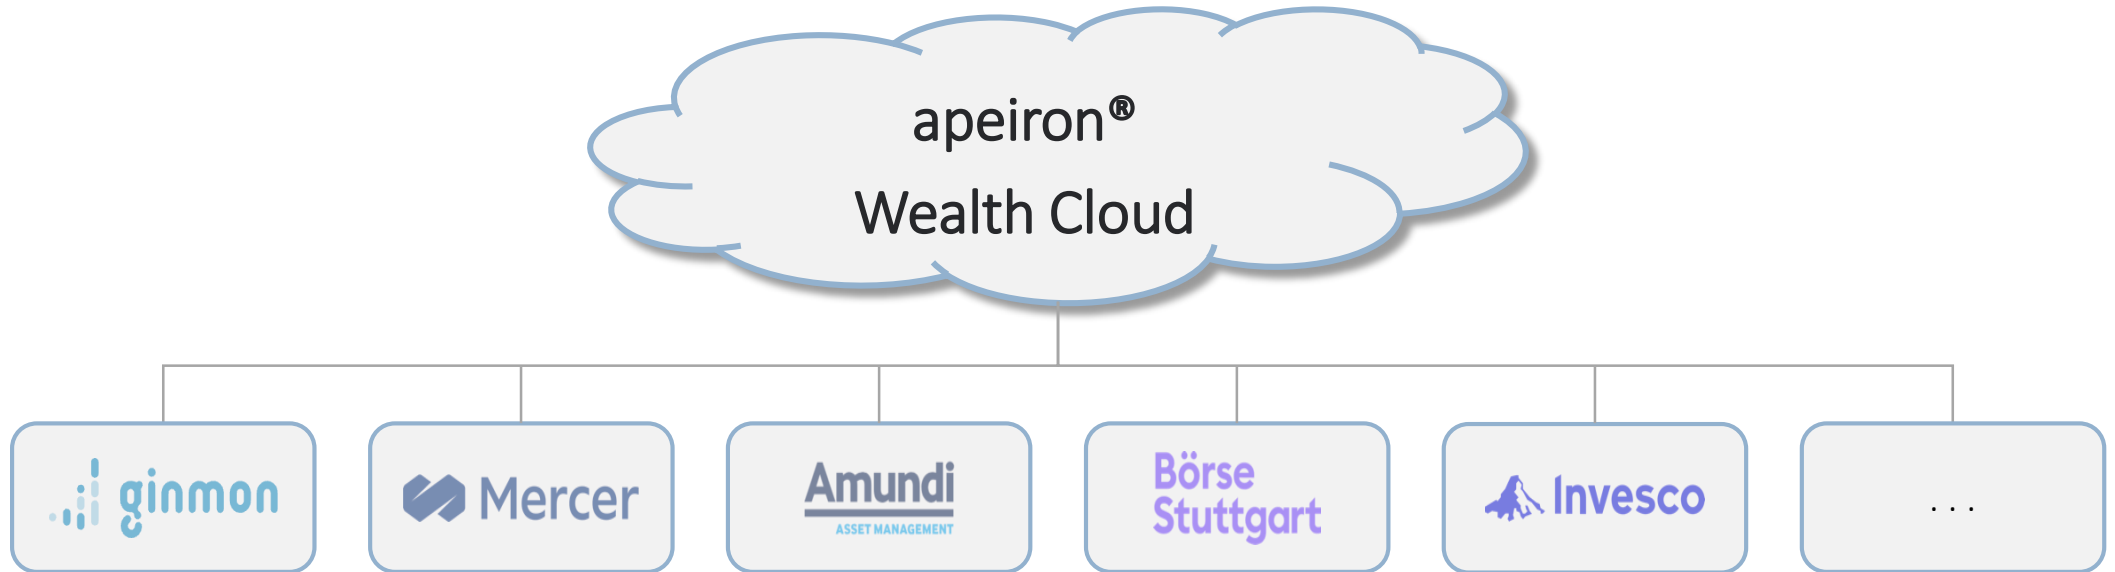 apeiron®
Wealth Cloud
ginmon
Mercer
Amundi
ASSET MANAGEMENT
Börse
Stuttgart
Invesco
. . .